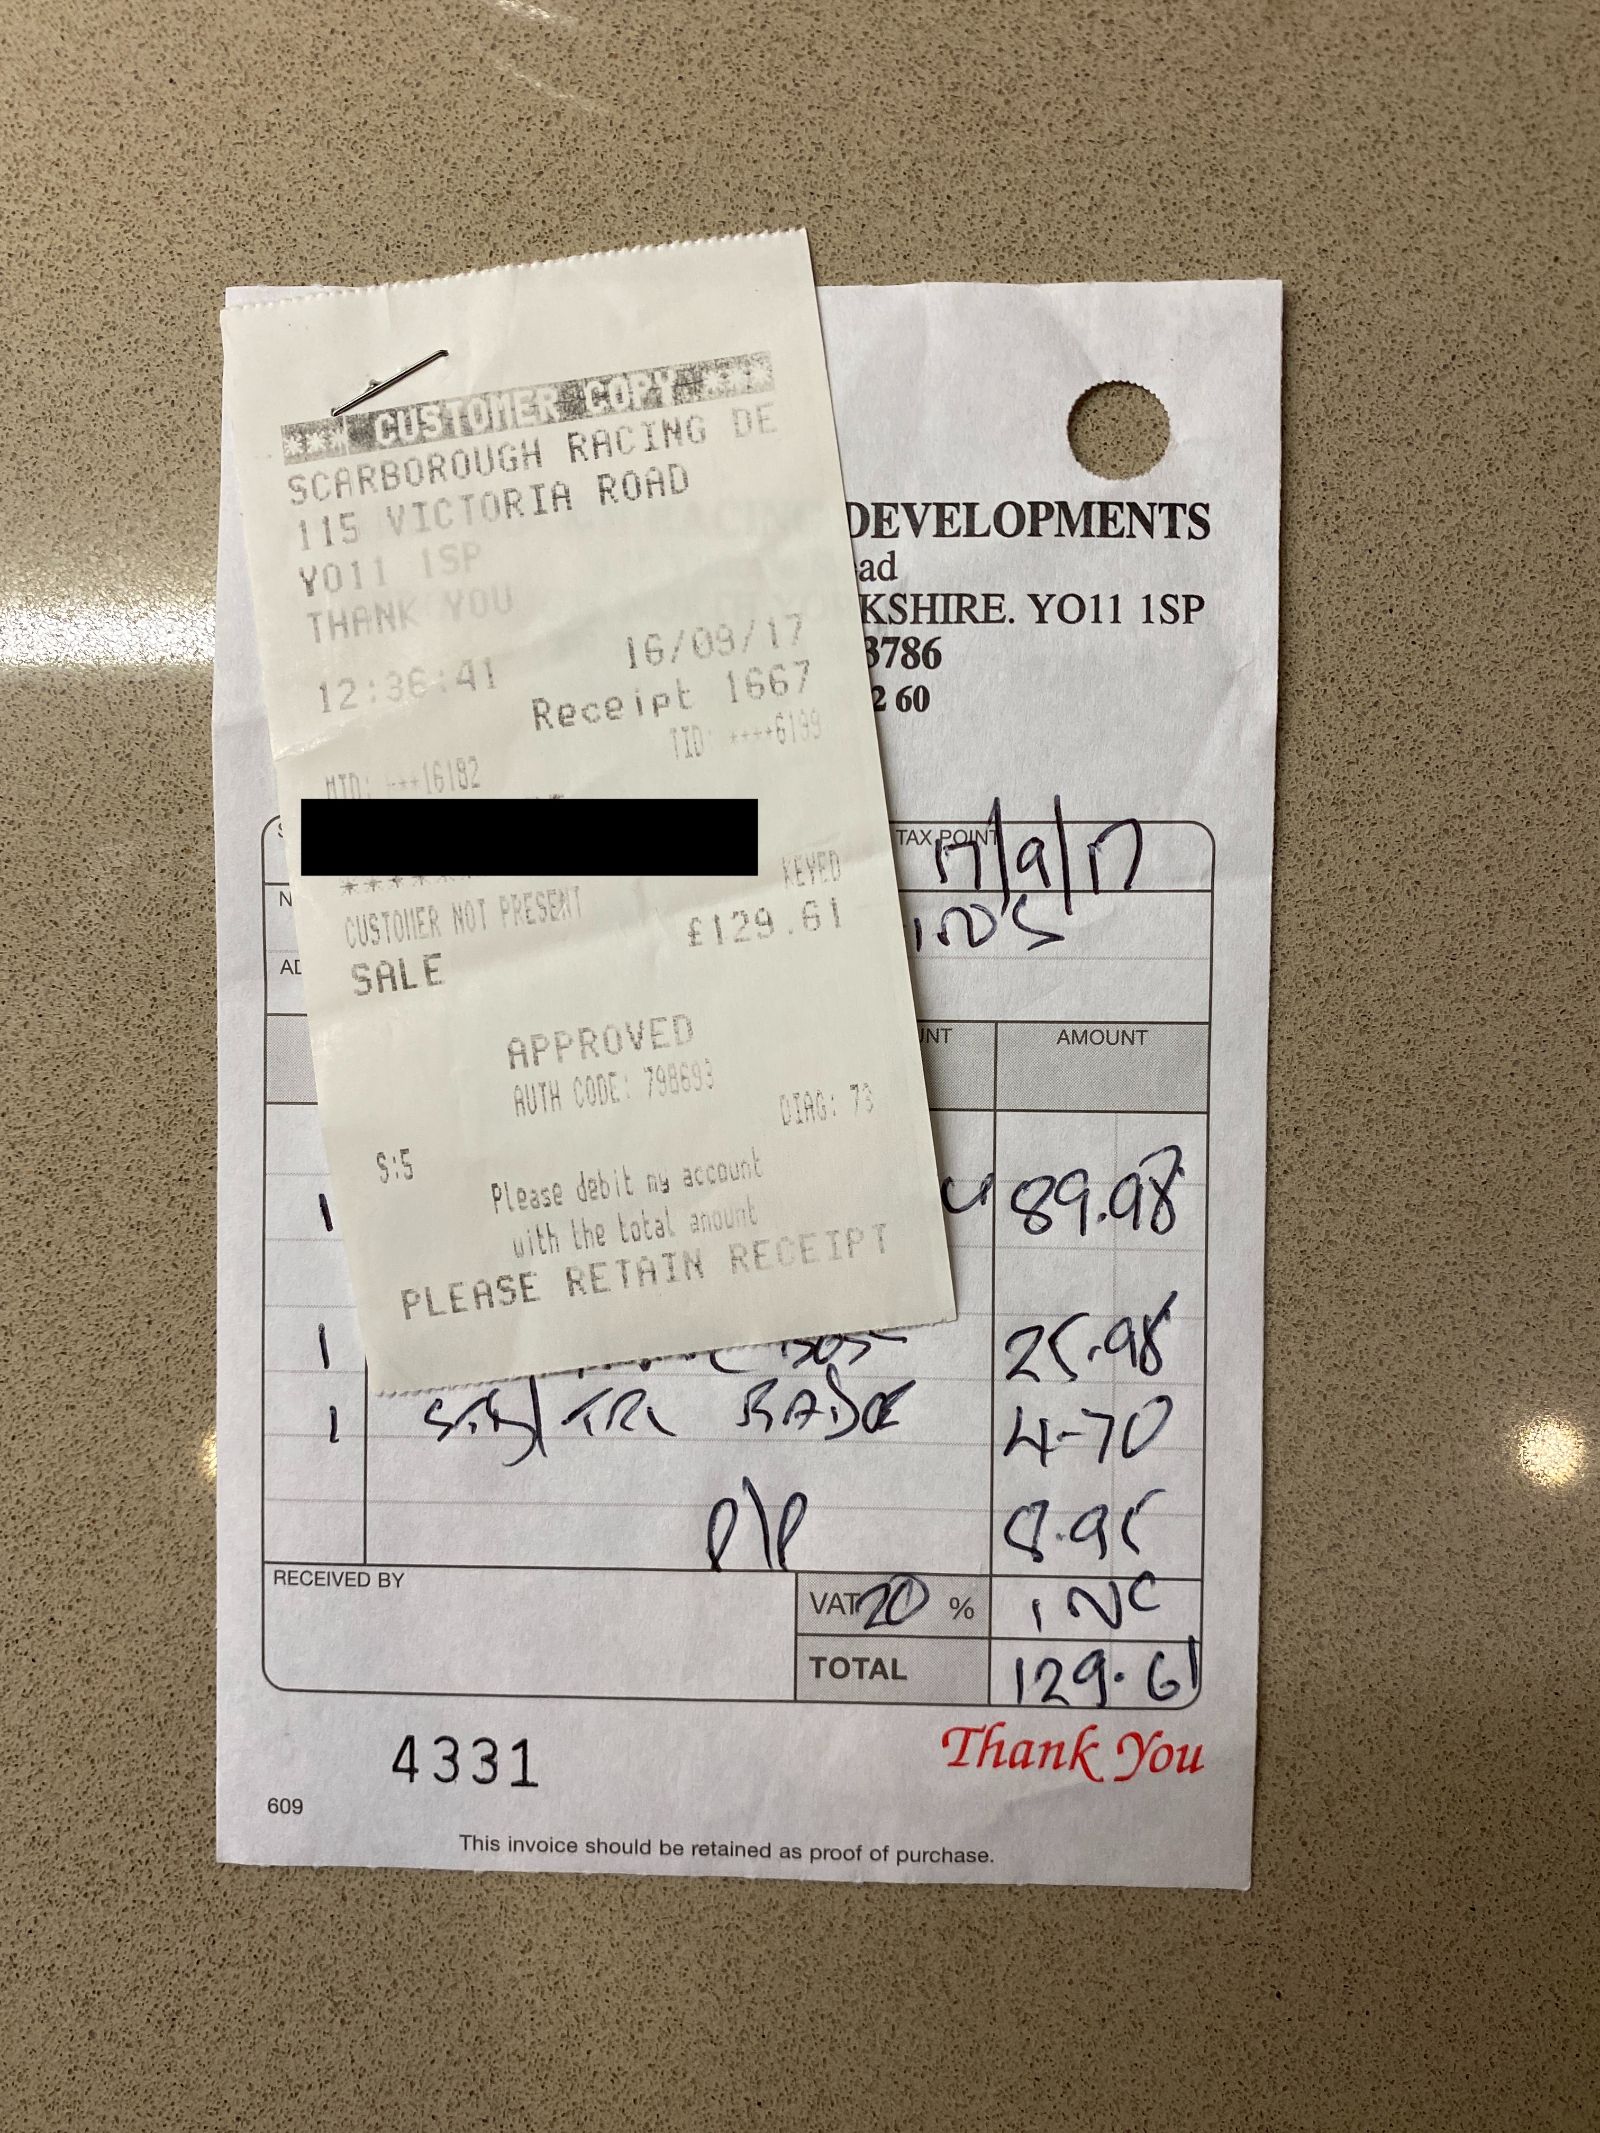 *** CUSTOMER COPY ***
SCARBOROUGH RACING DE
115 VICTORIA ROAD
YO11 1SP
THANK YOU
12:36:41 16/09/17
Receipt 1667
MID: ***16182 TID: ****6199
KEYED
CUSTOMER NOT PRESENT
SALE £129.61
APPROVED
AUTH CODE: 798693
DIAG: 73
S:5
Please debit my account
with the total amount
PLEASE RETAIN RECEIPT
DEVELOPMENTS
ad
KSHIRE. YO11 1SP
3786
2 60
TAX POINT 17/9/17
N
AD
NT AMOUNT
1 89.98
1 25.98
1 BADGE 4-70
P/P 8.95
RECEIVED BY
VAT 20 % INC
TOTAL 129.61
4331
Thank You
609
This invoice should be retained as proof of purchase.